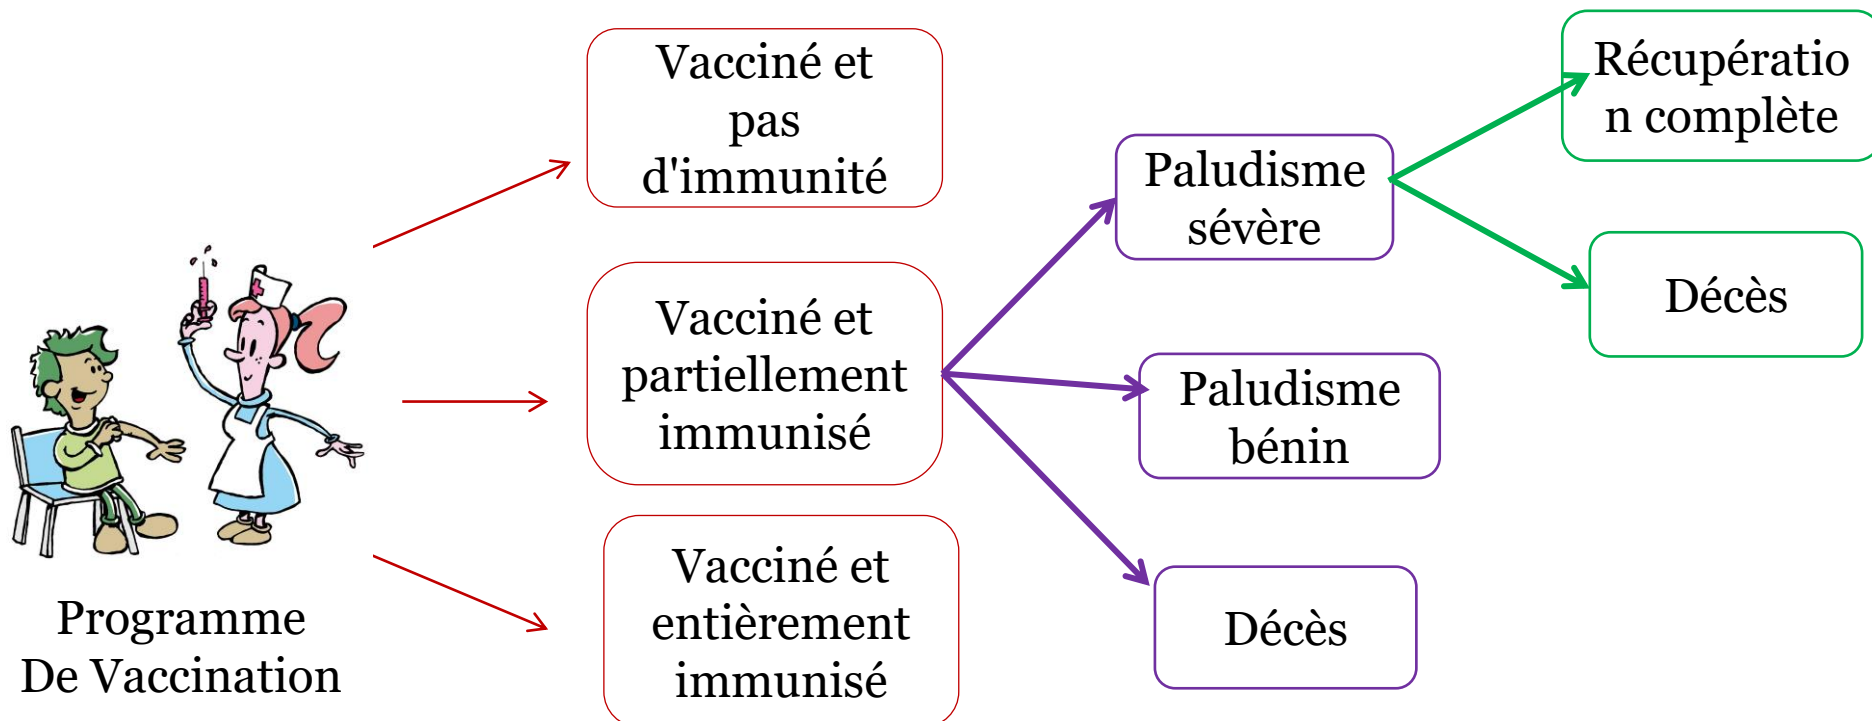 Programme
De Vaccination
Vacciné et
pas
d'immunité
Vacciné et
partiellement
immunisé
Vacciné et
entièrement
immunisé
Paludisme
sévère
Paludisme
bénin
Décès
Récupératio
n complète
Décès